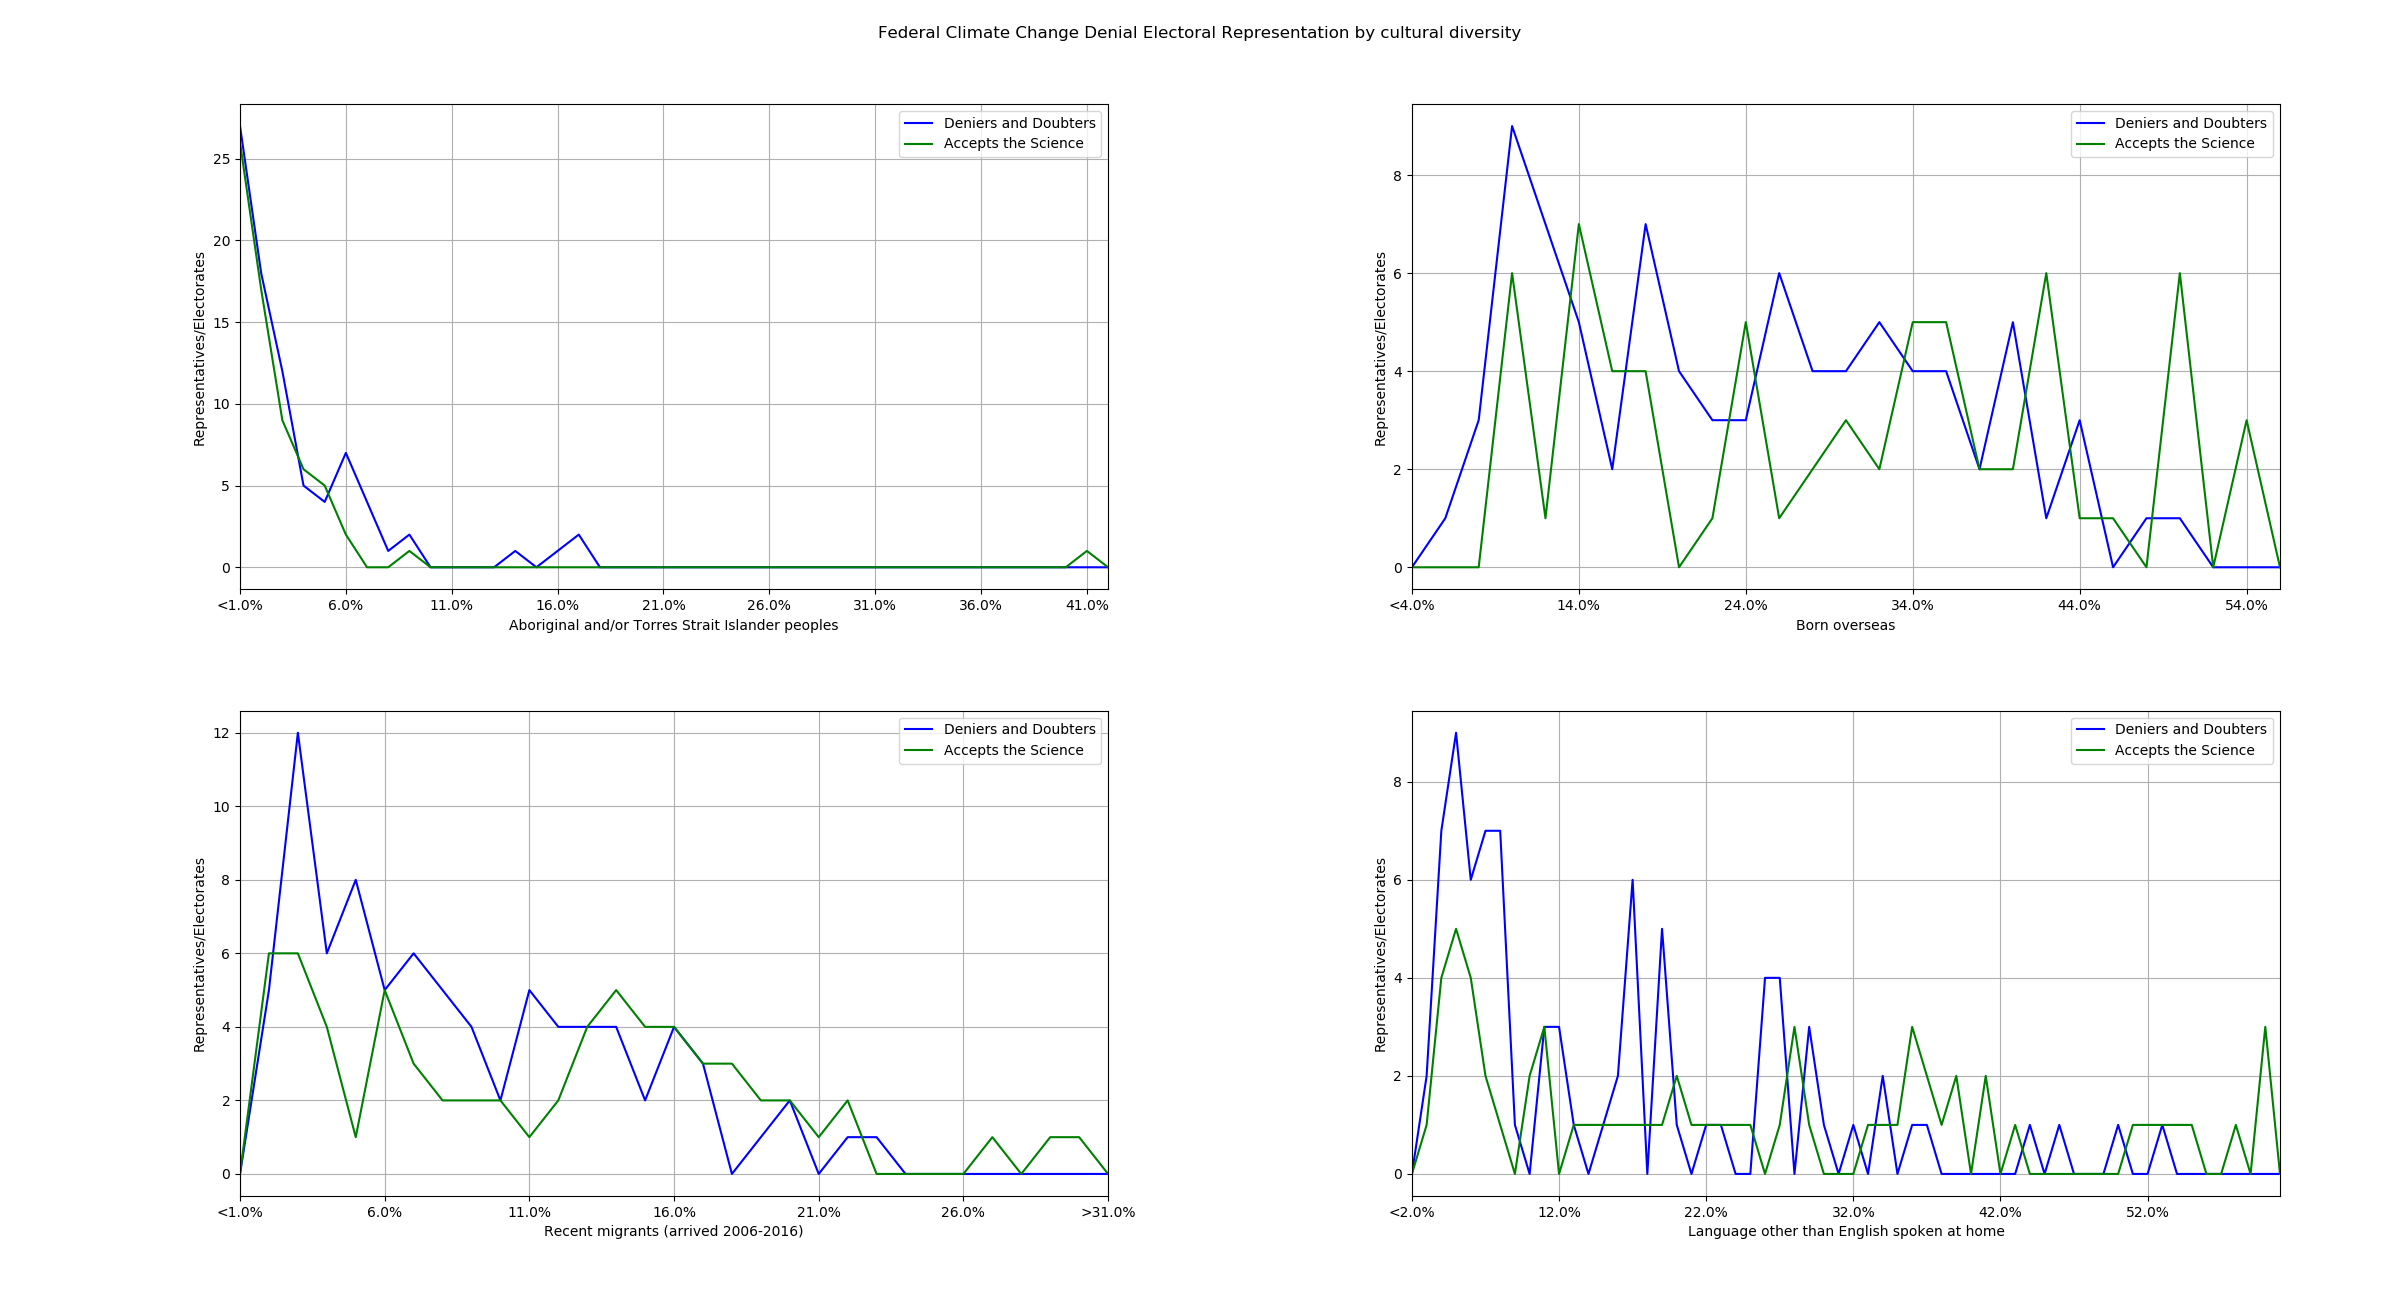 Federal Climate Change Denial Electoral Representation by cultural diversity
Deniers and Doubters
Accepts the Science
25
20
15
10
5
0
Representatives/Electorates
<1.0% 6.0% 11.0% 16.0% 21.0% 26.0% 31.0% 36.0% 41.0%
Aboriginal and/or Torres Strait Islander peoples
Deniers and Doubters
Accepts the Science
8
6
4
2
0
Representatives/Electorates
<4.0% 14.0% 24.0% 34.0% 44.0% 54.0%
Born overseas
Deniers and Doubters
Accepts the Science
12
10
8
6
4
2
0
Representatives/Electorates
<1.0% 6.0% 11.0% 16.0% 21.0% 26.0% >31.0%
Recent migrants (arrived 2006-2016)
Deniers and Doubters
Accepts the Science
8
6
4
2
0
Representatives/Electorates
<2.0% 12.0% 22.0% 32.0% 42.0% 52.0%
Language other than English spoken at home